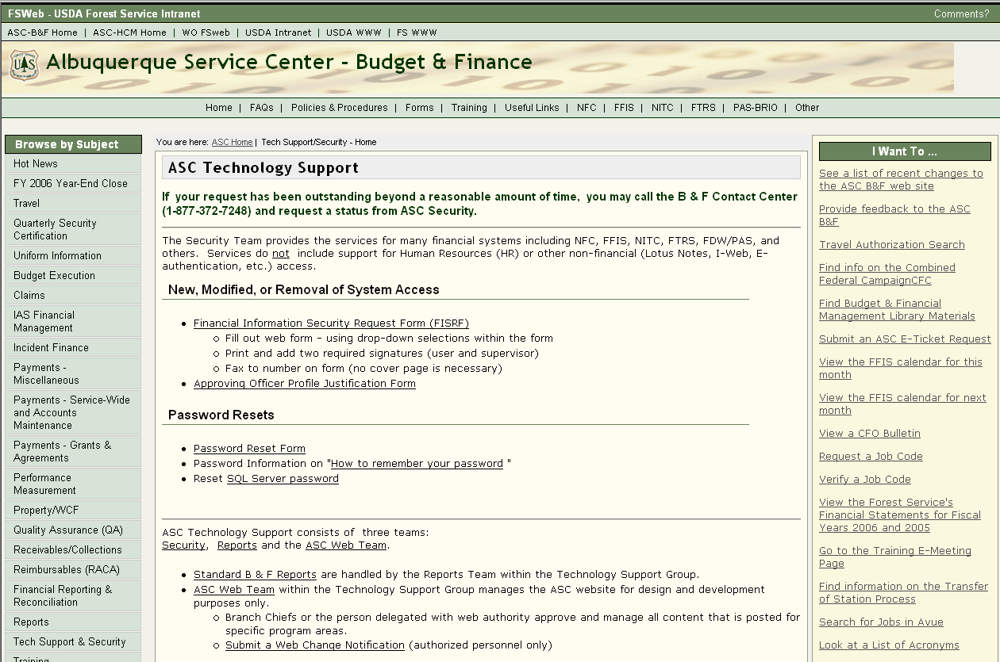 FSWeb - USDA Forest Service Intranet
Comments?
ASC-B&F Home | ASC-HCM Home | WO FSweb | USDA Intranet | USDA WWW | FS WWW
UAS
Albuquerque Service Center - Budget & Finance
Home | FAQs | Policies & Procedures | Forms | Training | Useful Links | NFC | FFIS | NITC | FTRS | PAS-BRIO | Other
Browse by Subject
Hot News
FY 2006 Year-End Close
Travel
Quarterly Security
Certification
Uniform Information
Budget Execution
Claims
IAS Financial
Management
Incident Finance
Payments -
Miscellaneous
Payments - Service-Wide
and Accounts
Maintenance
Payments - Grants &
Agreements
Performance
Measurement
Property/WCF
Quality Assurance (QA)
Receivables/Collections
Reimbursables (RACA)
Financial Reporting &
Reconciliation
Reports
Tech Support & Security
Training
You are here: ASC Home | Tech Support/Security - Home
ASC Technology Support
If your request has been outstanding beyond a reasonable amount of time, you may call the B & F Contact Center
(1-877-372-7248) and request a status from ASC Security.
The Security Team provides the services for many financial systems including NFC, FFIS, NITC, FTRS, FDW/PAS, and
others. Services do not include support for Human Resources (HR) or other non-financial (Lotus Notes, I-Web, E-
authentication, etc.) access.
New, Modified, or Removal of System Access
Financial Information Security Request Form (FISRF)
Fill out web form - using drop-down selections within the form
Print and add two required signatures (user and supervisor)
Fax to number on form (no cover page is necessary)
Approving Officer Profile Justification Form
Password Resets
Password Reset Form
Password Information on "How to remember your password "
Reset SQL Server password
ASC Technology Support consists of three teams:
Security, Reports and the ASC Web Team.
Standard B & F Reports are handled by the Reports Team within the Technology Support Group.
ASC Web Team within the Technology Support Group manages the ASC website for design and development
purposes only.
Branch Chiefs or the person delegated with web authority approve and manage all content that is posted for
specific program areas.
Submit a Web Change Notification (authorized personnel only)
I Want To ...
See a list of recent changes to
the ASC B&F web site
Provide feedback to the ASC
B&F
Travel Authorization Search
Find info on the Combined
Federal CampaignCFC
Find Budget & Financial
Management Library Materials
Submit an ASC E-Ticket Request
View the FFIS calendar for this
month
View the FFIS calendar for next
month
View a CFO Bulletin
Request a Job Code
Verify a Job Code
View the Forest Service's
Financial Statements for Fiscal
Years 2006 and 2005
Go to the Training E-Meeting
Page
Find information on the Transfer
of Station Process
Search for Jobs in Avue
Look at a List of Acronyms